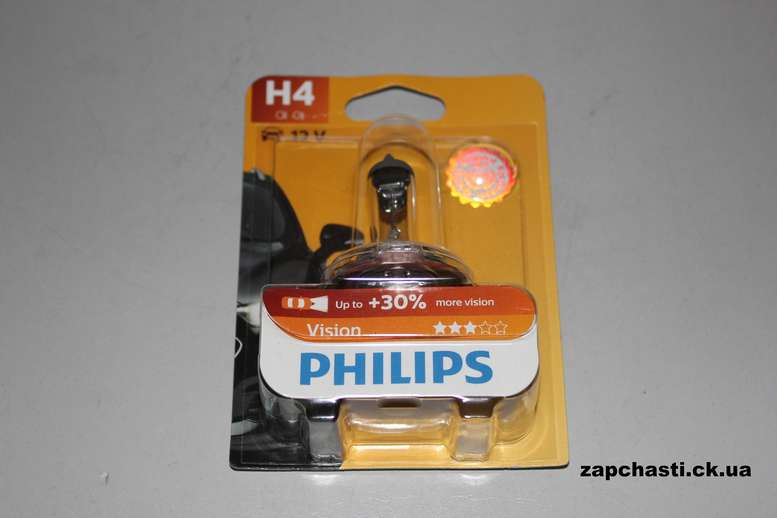 H4
12 V
Up to +30% more vision
Vision
PHILIPS
zapchasti.ck.ua